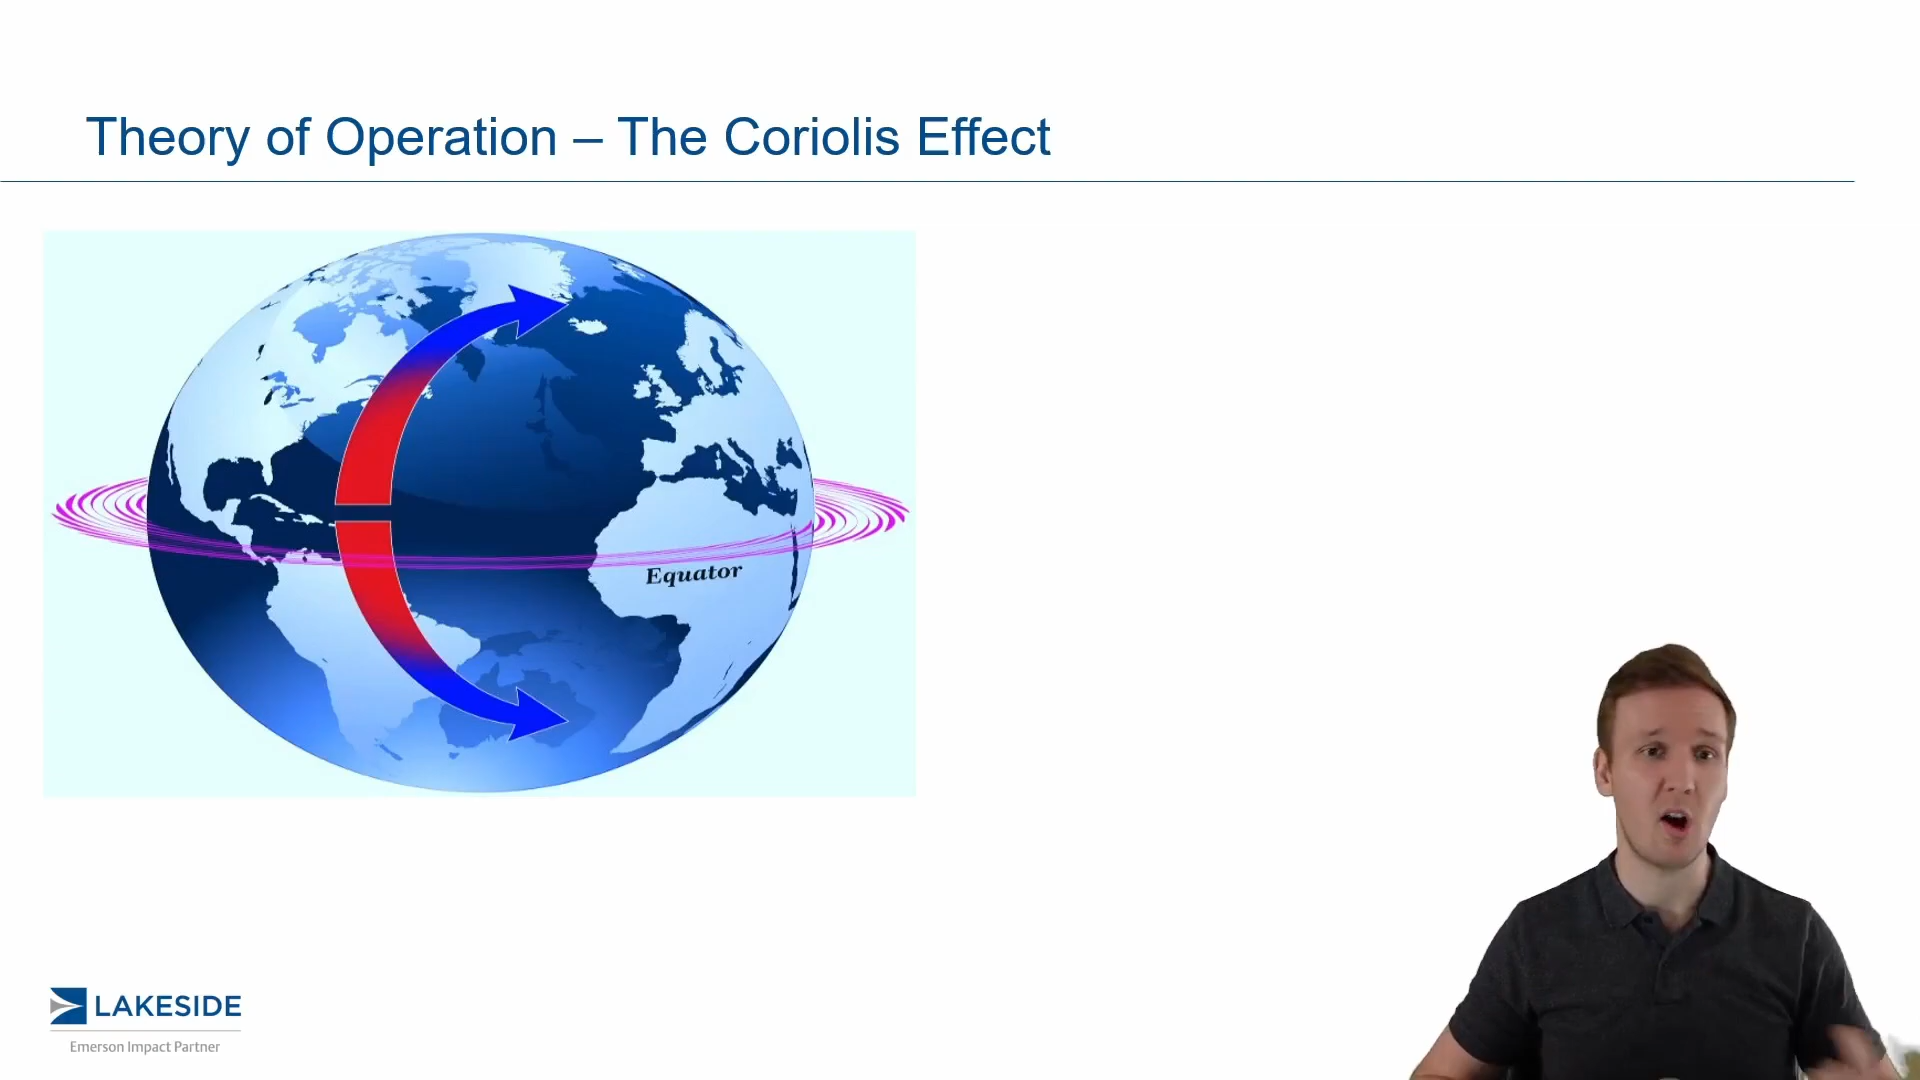 Theory of Operation – The Coriolis Effect
Equator
LAKESIDE
Emerson Impact Partner